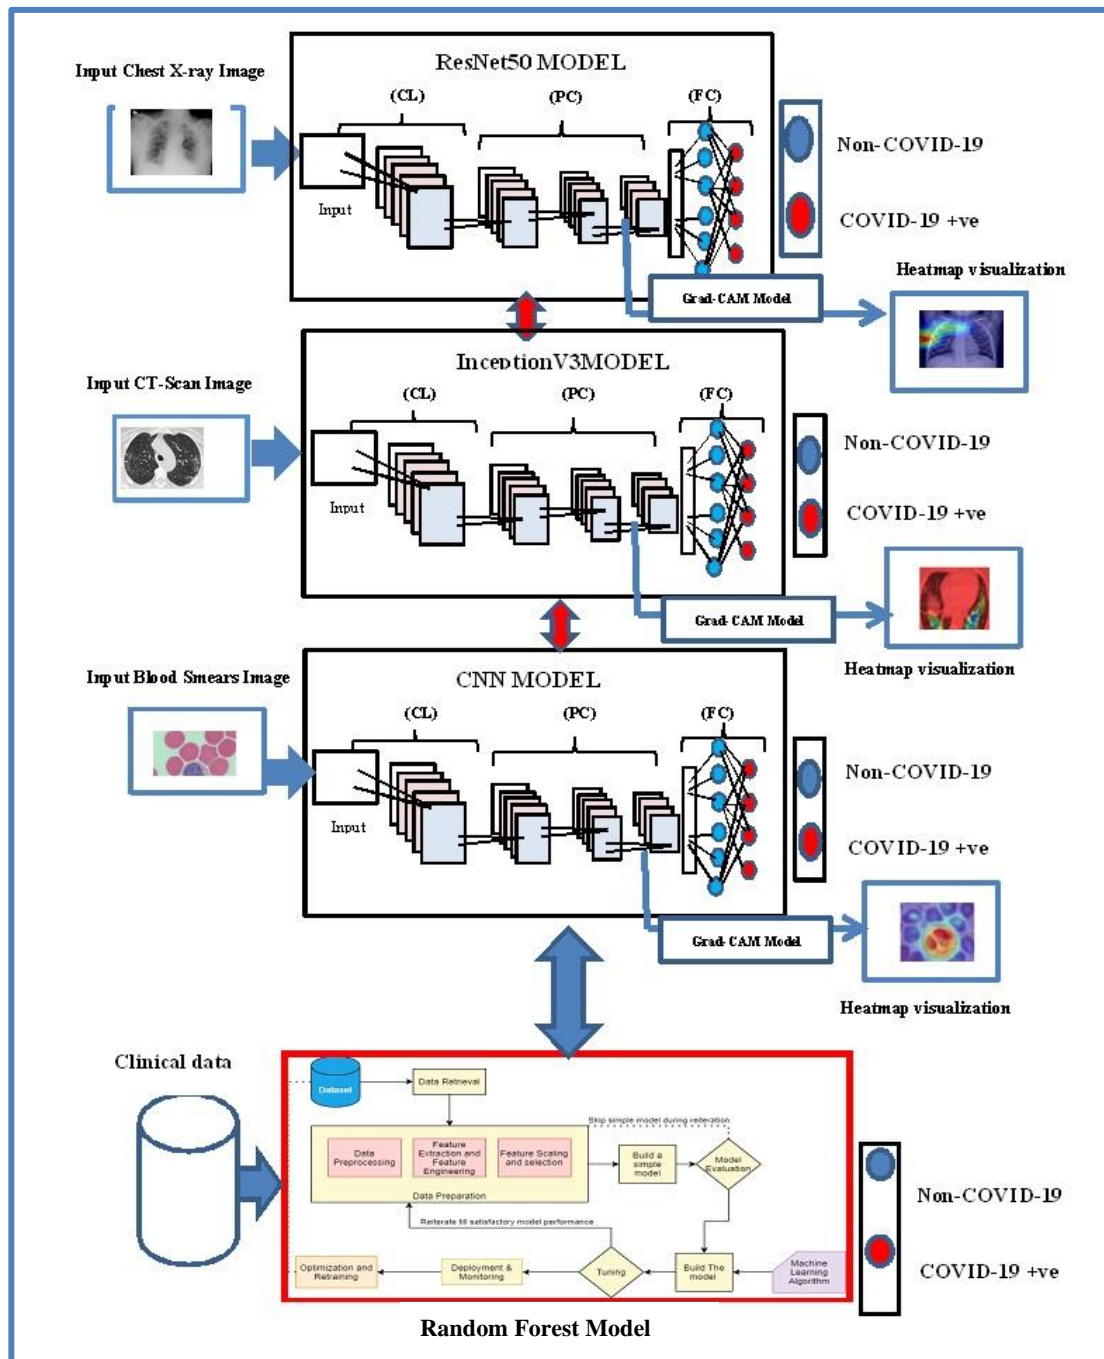 ResNet50 MODEL
Input Chest X-ray Image
(CL)
(PC)
(FC)
Input
Non-COVID-19
COVID-19 +ve
Grad-CAM Model
Heatmap visualization
InceptionV3MODEL
Input CT-Scan Image
(CL)
(PC)
(FC)
Input
Non-COVID-19
COVID-19 +ve
Grad-CAM Model
Heatmap visualization
CNN MODEL
Input Blood Smears Image
(CL)
(PC)
(FC)
Input
Non-COVID-19
COVID-19 +ve
Grad-CAM Model
Heatmap visualization
Clinical data
Dataset
Data Retrieval
Skip simple model during reiteration
Data
Preprocessing
Feature
Extraction and
Feature
Engineering
Feature Scaling
and selection
Data Preparation
Build a
simple
model
Model
Evaluation
Reiterate till satisfactory model performance
Optimization and
Retraining
Deployment &
Monitoring
Tuning
Build The
model
Machine
Learning
Algorithm
Non-COVID-19
COVID-19 +ve
Random Forest Model